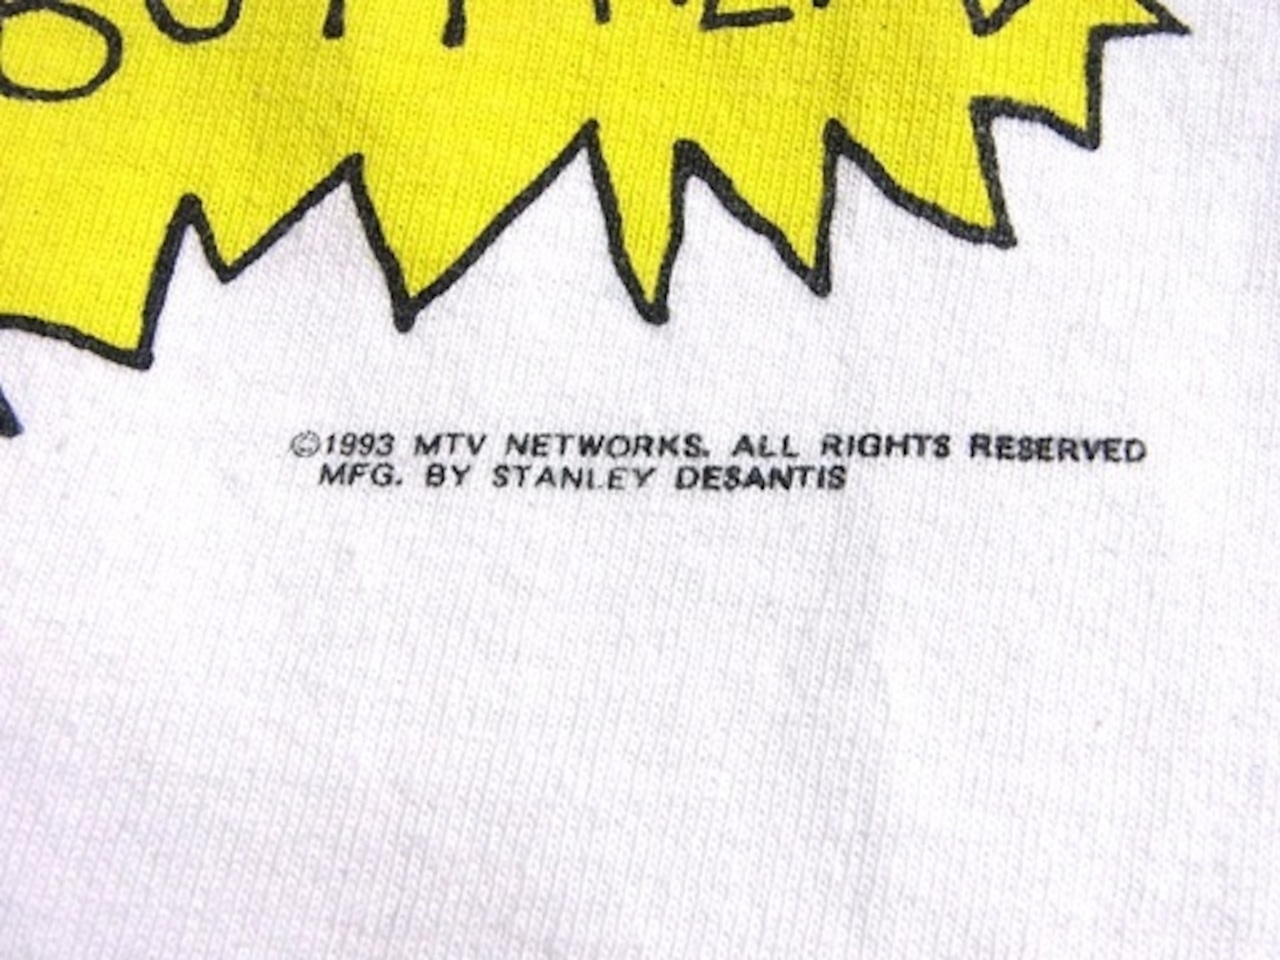 ©1993 MTV NETWORKS. ALL RIGHTS RESERVED
MFG. BY STANLEY DESANTIS